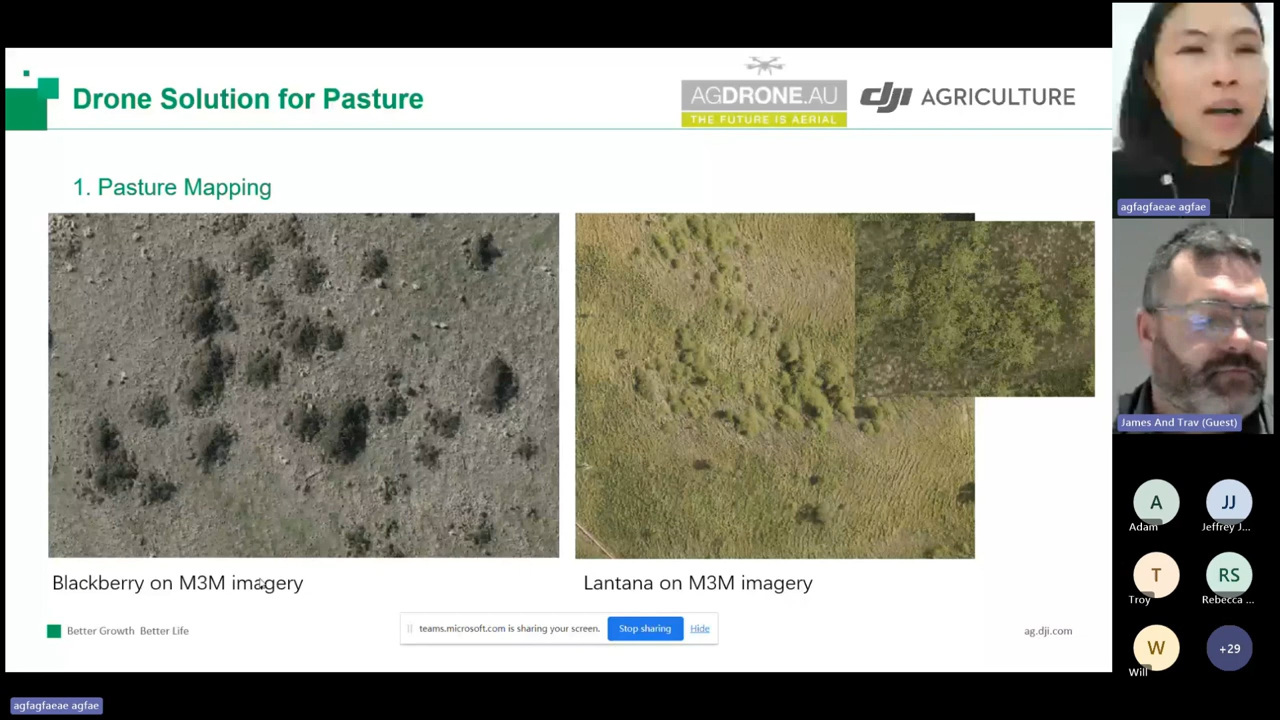 Drone Solution for Pasture
AGDRONE.AU
THE FUTURE IS AERIAL
dji AGRICULTURE
1. Pasture Mapping
Blackberry on M3M imagery
Lantana on M3M imagery
Better Growth Better Life
teams.microsoft.com is sharing your screen.
Stop sharing
Hide
ag.dji.com
agfagfaeae agfae
James And Trav (Guest)
A
JJ
Adam
Jeffrey J...
T
RS
Troy
Rebecca ...
W
+29
Will
agfagfaeae agfae